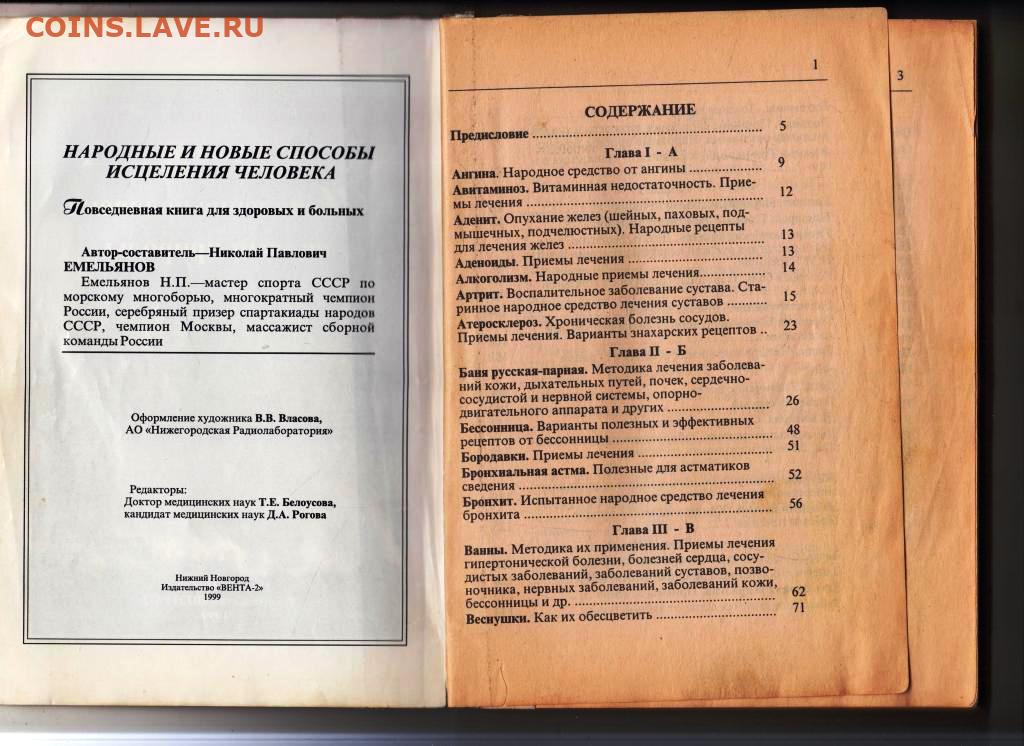 COINS.LAVE.RU
НАРОДНЫЕ И НОВЫЕ СПОСОБЫ
ИСЦЕЛЕНИЯ ЧЕЛОВЕКА
Повседневная книга для здоровых и больных
Автор-составитель—Николай Павлович
ЕМЕЛЬЯНОВ
Емельянов Н.П.—мастер спорта СССР по
морскому многоборью, многократный чемпион
России, серебряный призер спартакиады народов
СССР, чемпион Москвы, массажист сборной
команды России
Оформление художника В.В. Власова,
АО «Нижегородская Радиолаборатория»
Редакторы:
Доктор медицинских наук Т.Е. Белоусова,
кандидат медицинских наук Д.А. Рогова
Нижний Новгород
Издательство «ВЕНТА-2»
1999
1
СОДЕРЖАНИЕ
Предисловие ........ 5
Глава I - А
Ангина. Народное средство от ангины ........ 9
Авитаминоз. Витаминная недостаточность. Прие-
мы лечения ........ 12
Аденит. Опухание желез (шейных, паховых, под-
мышечных, подчелюстных). Народные рецепты
для лечения желез ........ 13
Аденоиды. Приемы лечения ........ 13
Алкоголизм. Народные приемы лечения........ 14
Артрит. Воспалительное заболевание сустава. Ста-
ринное народное средство лечения суставов ........ 15
Атеросклероз. Хроническая болезнь сосудов.
Приемы лечения. Варианты знахарских рецептов .. 23
Глава II - Б
Баня русская-парная. Методика лечения заболева-
ний кожи, дыхательных путей, почек, сердечно-
сосудистой и нервной системы, опорно-
двигательного аппарата и других ........ 26
Бессонница. Варианты полезных и эффективных
рецептов от бессонницы ........ 48
Бородавки. Приемы лечения ........ 51
Бронхиальная астма. Полезные для астматиков
сведения ........ 52
Бронхит. Испытанное народное средство лечения
бронхита ........ 56
Глава III - В
Ванны. Методика их применения. Приемы лечения
гипертонической болезни, болезней сердца, сосу-
дистых заболеваний, заболеваний суставов, позво-
ночника, нервных заболеваний, заболеваний кожи,
бессонницы и др. ........ 62
Веснушки. Как их обесцветить ........ 71
3